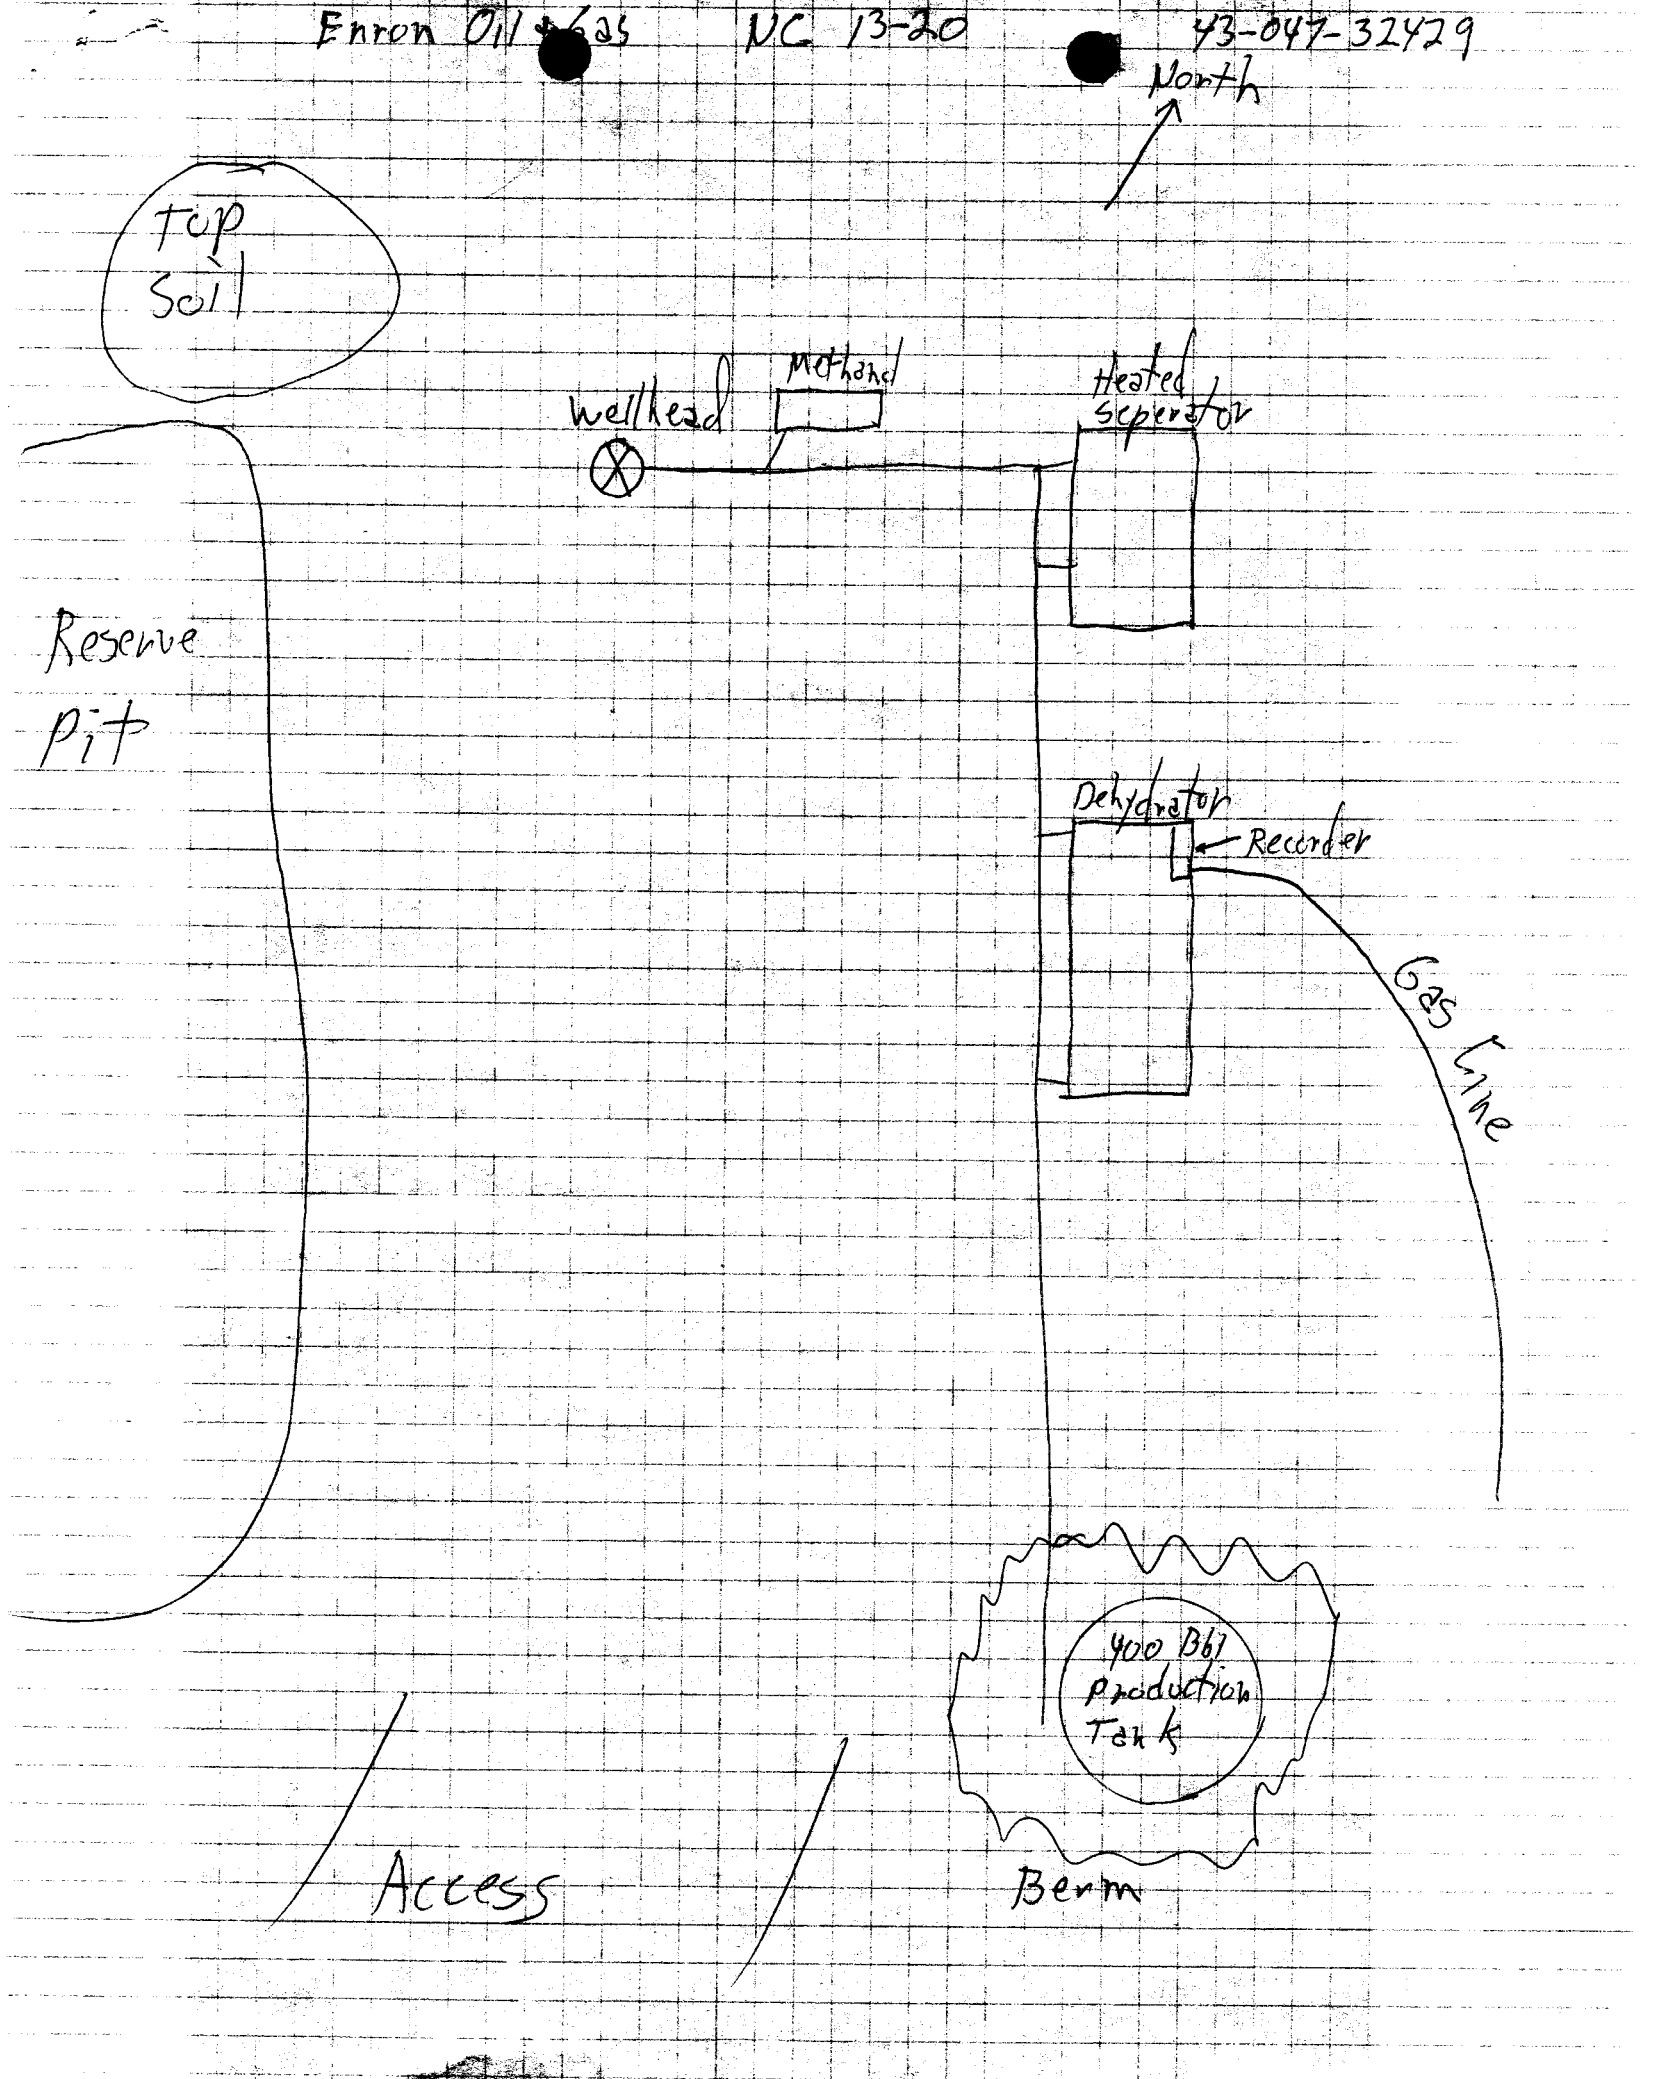 Enron Oil & Gas NC 13-20 43-047-32429
North
Top
Soil
Methanol
Wellhead
Heated
seperator
Reserve
pit
Dehydrator
Recorder
Gas Line
400 Bbl
production
Tank
Access
Berm